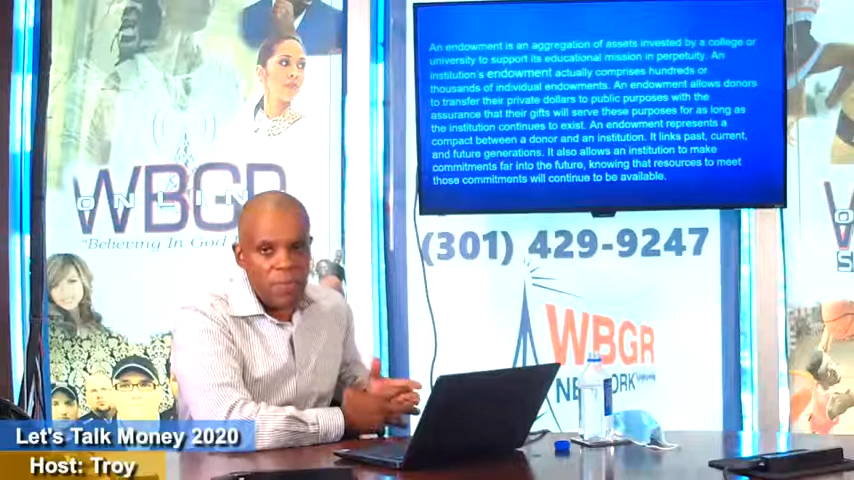 An endowment is an aggregation of assets invested by a college or
university to support its educational mission in perpetuity. An
institution's endowment actually comprises hundreds or
thousands of individual endowments. An endowment allows donors
to transfer their private dollars to public purposes with the
assurance that their gifts will serve these purposes for as long as
the institution continues to exist. An endowment represents a
compact between a donor and an institution. It links past, current,
and future generations. It also allows an institution to make
commitments far into the future, knowing that resources to meet
those commitments will continue to be available.
WBGR
ONLINE
"Believing In God
(301) 429-9247
WBGR
NETWORK
Let's Talk Money 2020
Host: Troy